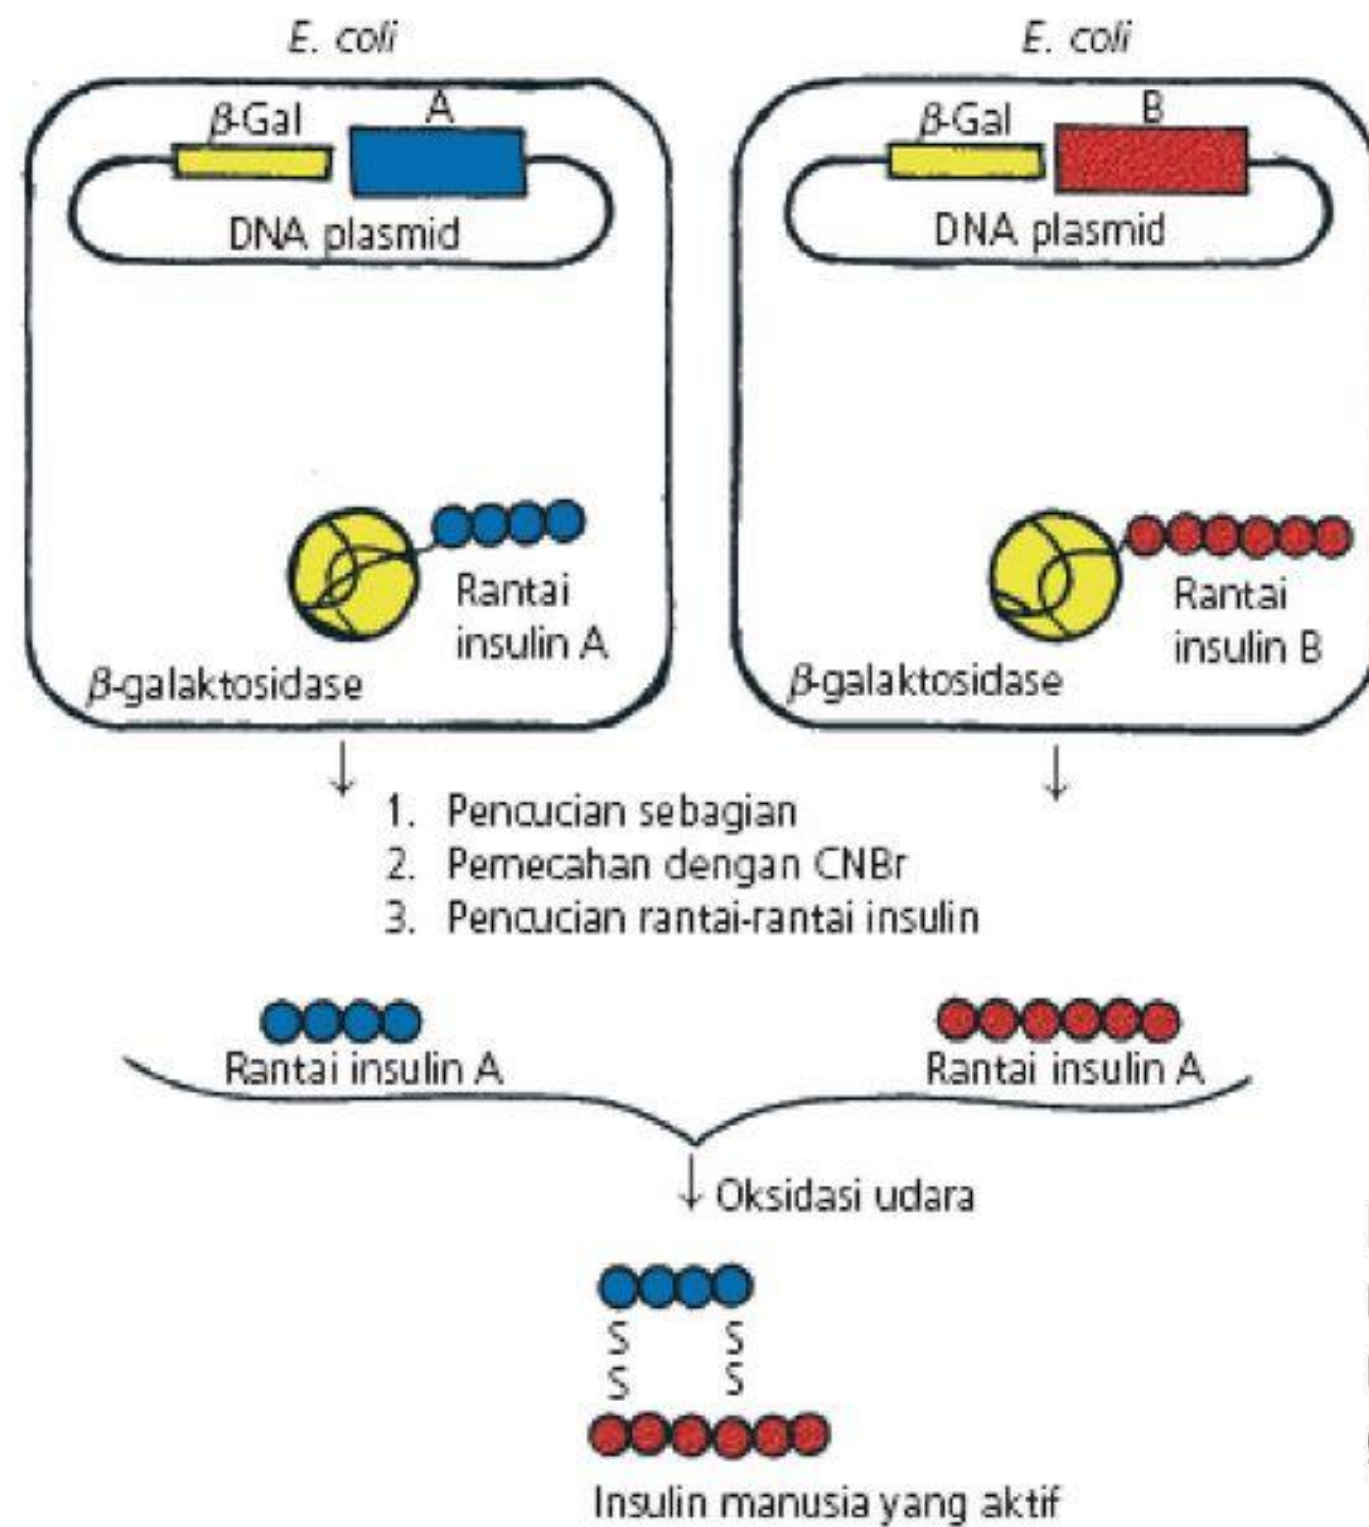 E. coli
β-Gal
A
DNA plasmid
Rantai
insulin A
β-galaktosidase
E. coli
β-Gal
B
DNA plasmid
Rantai
insulin B
β-galaktosidase
1. Pencucian sebagian
2. Pemecahan dengan CNBr
3. Pencucian rantai-rantai insulin
Rantai insulin A
Rantai insulin A
Oksidasi udara
S S
S S
Insulin manusia yang aktif